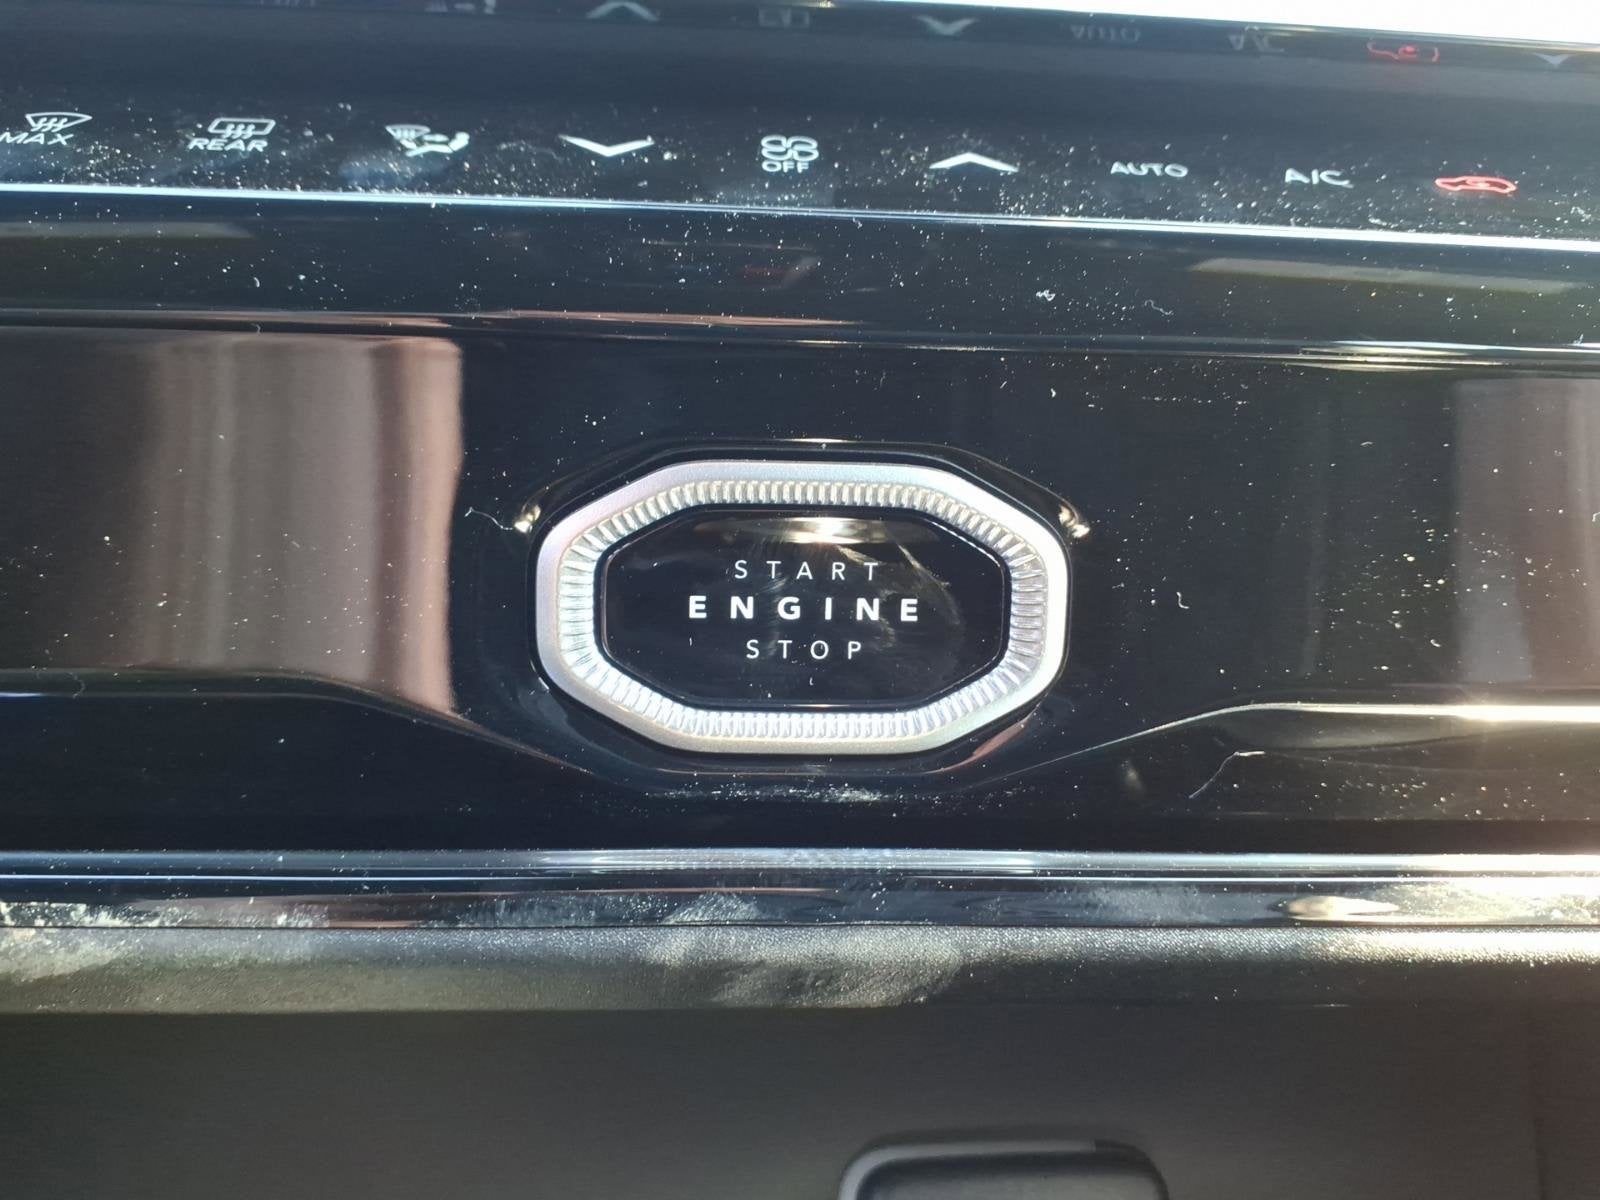 MAX REAR OFF AUTO A/C
START
ENGINE
STOP